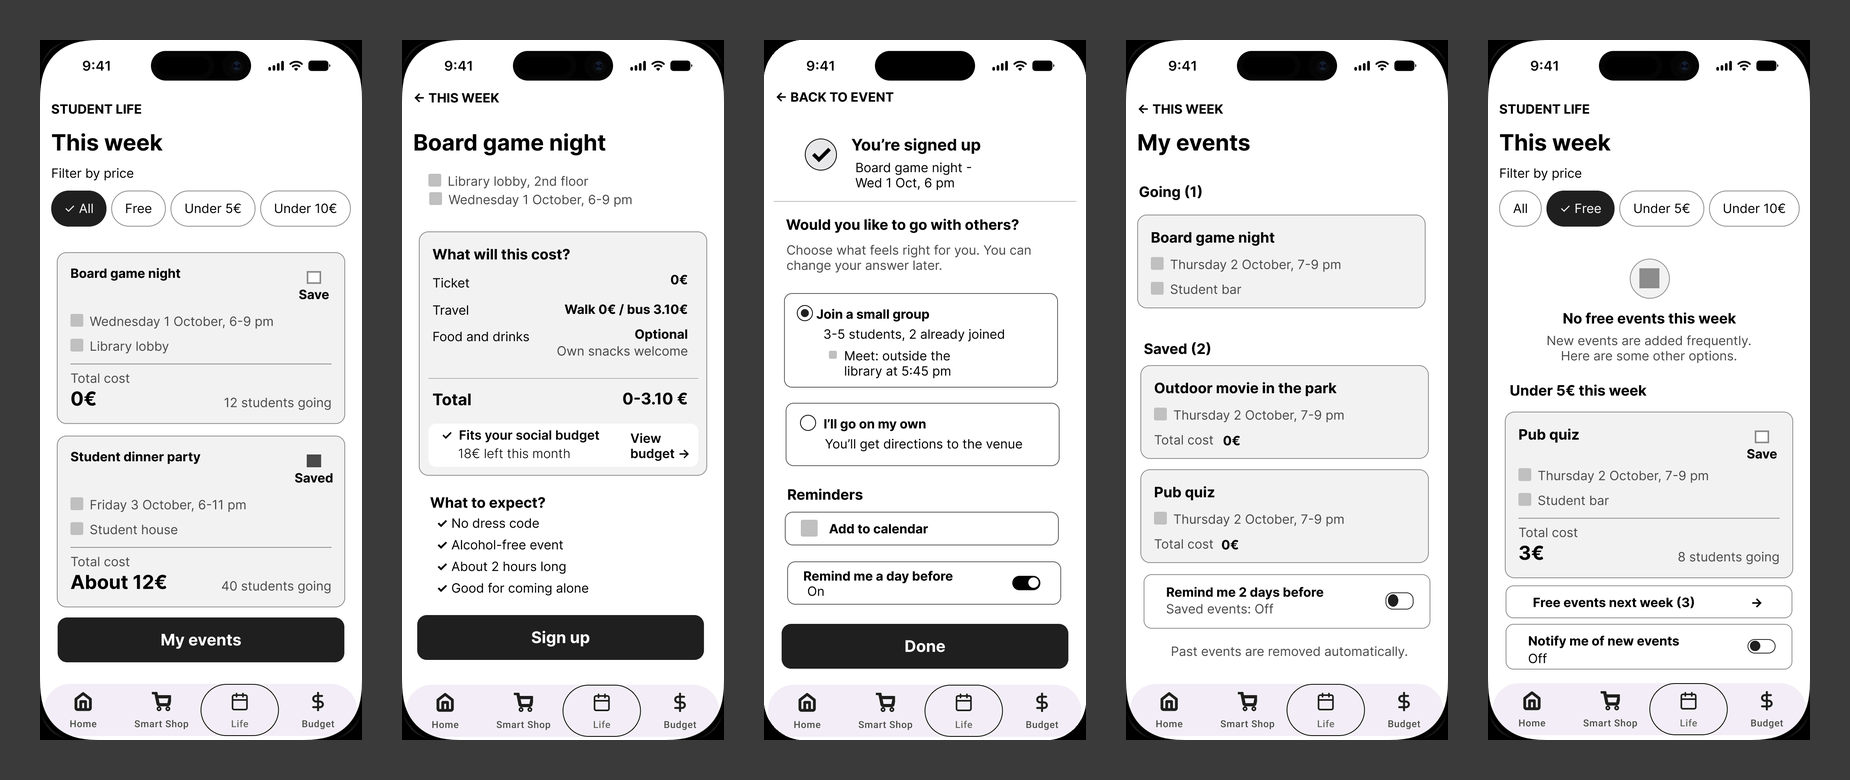 9:41
STUDENT LIFE
This week
Filter by price
✓ All
Free
Under 5€
Under 10€
Board game night
Save
Wednesday 1 October, 6-9 pm
Library lobby
Total cost
0€
12 students going
Student dinner party
Saved
Friday 3 October, 6-11 pm
Student house
Total cost
About 12€
40 students going
My events
Home
Smart Shop
Life
Budget
9:41
← THIS WEEK
Board game night
Library lobby, 2nd floor
Wednesday 1 October, 6-9 pm
What will this cost?
Ticket
0€
Travel
Walk 0€ / bus 3.10€
Food and drinks
Optional
Own snacks welcome
Total
0-3.10 €
✓ Fits your social budget
18€ left this month
View
budget →
What to expect?
✓ No dress code
✓ Alcohol-free event
✓ About 2 hours long
✓ Good for coming alone
Sign up
Home
Smart Shop
Life
Budget
9:41
← BACK TO EVENT
You're signed up
Board game night -
Wed 1 Oct, 6 pm
Would you like to go with others?
Choose what feels right for you. You can
change your answer later.
Join a small group
3-5 students, 2 already joined
Meet: outside the
library at 5:45 pm
I'll go on my own
You'll get directions to the venue
Reminders
Add to calendar
Remind me a day before
On
Done
Home
Smart Shop
Life
Budget
9:41
← THIS WEEK
My events
Going (1)
Board game night
Thursday 2 October, 7-9 pm
Student bar
Saved (2)
Outdoor movie in the park
Thursday 2 October, 7-9 pm
Total cost 0€
Pub quiz
Thursday 2 October, 7-9 pm
Total cost 0€
Remind me 2 days before
Saved events: Off
Past events are removed automatically.
Home
Smart Shop
Life
Budget
9:41
STUDENT LIFE
This week
Filter by price
All
✓ Free
Under 5€
Under 10€
No free events this week
New events are added frequently.
Here are some other options.
Under 5€ this week
Pub quiz
Save
Thursday 2 October, 7-9 pm
Student bar
Total cost
3€
8 students going
Free events next week (3) →
Notify me of new events
Off
Home
Smart Shop
Life
Budget